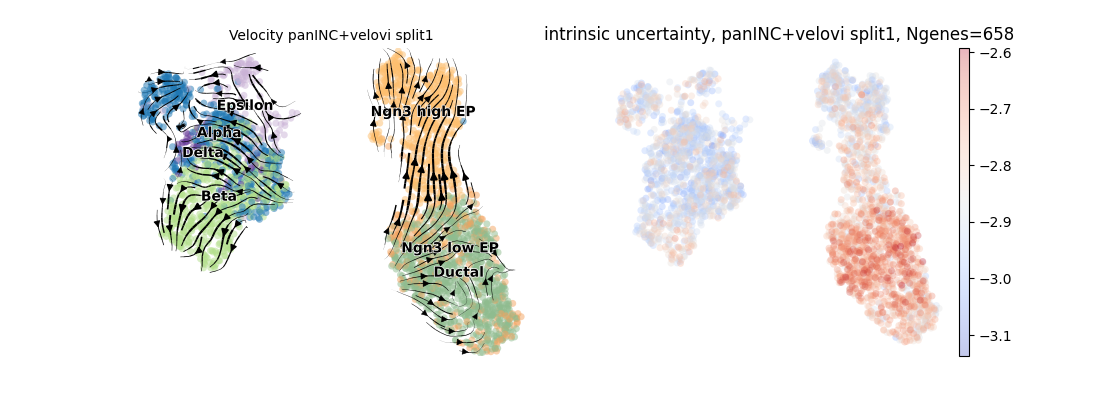 Velocity panINC+velovi split1
Epsilon
Alpha
Delta
Beta
Ngn3 high EP
Ngn3 low EP
Ductal
intrinsic uncertainty, panINC+velovi split1, Ngenes=658
−2.6
−2.7
−2.8
−2.9
−3.0
−3.1